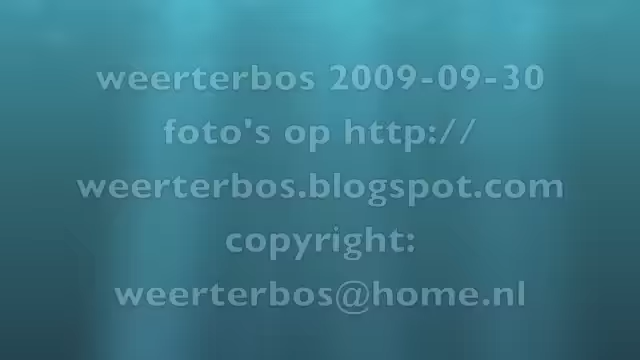 weerterbos 2009-09-30
foto's op http://
weerterbos.blogspot.com
copyright:
weerterbos@home.nl